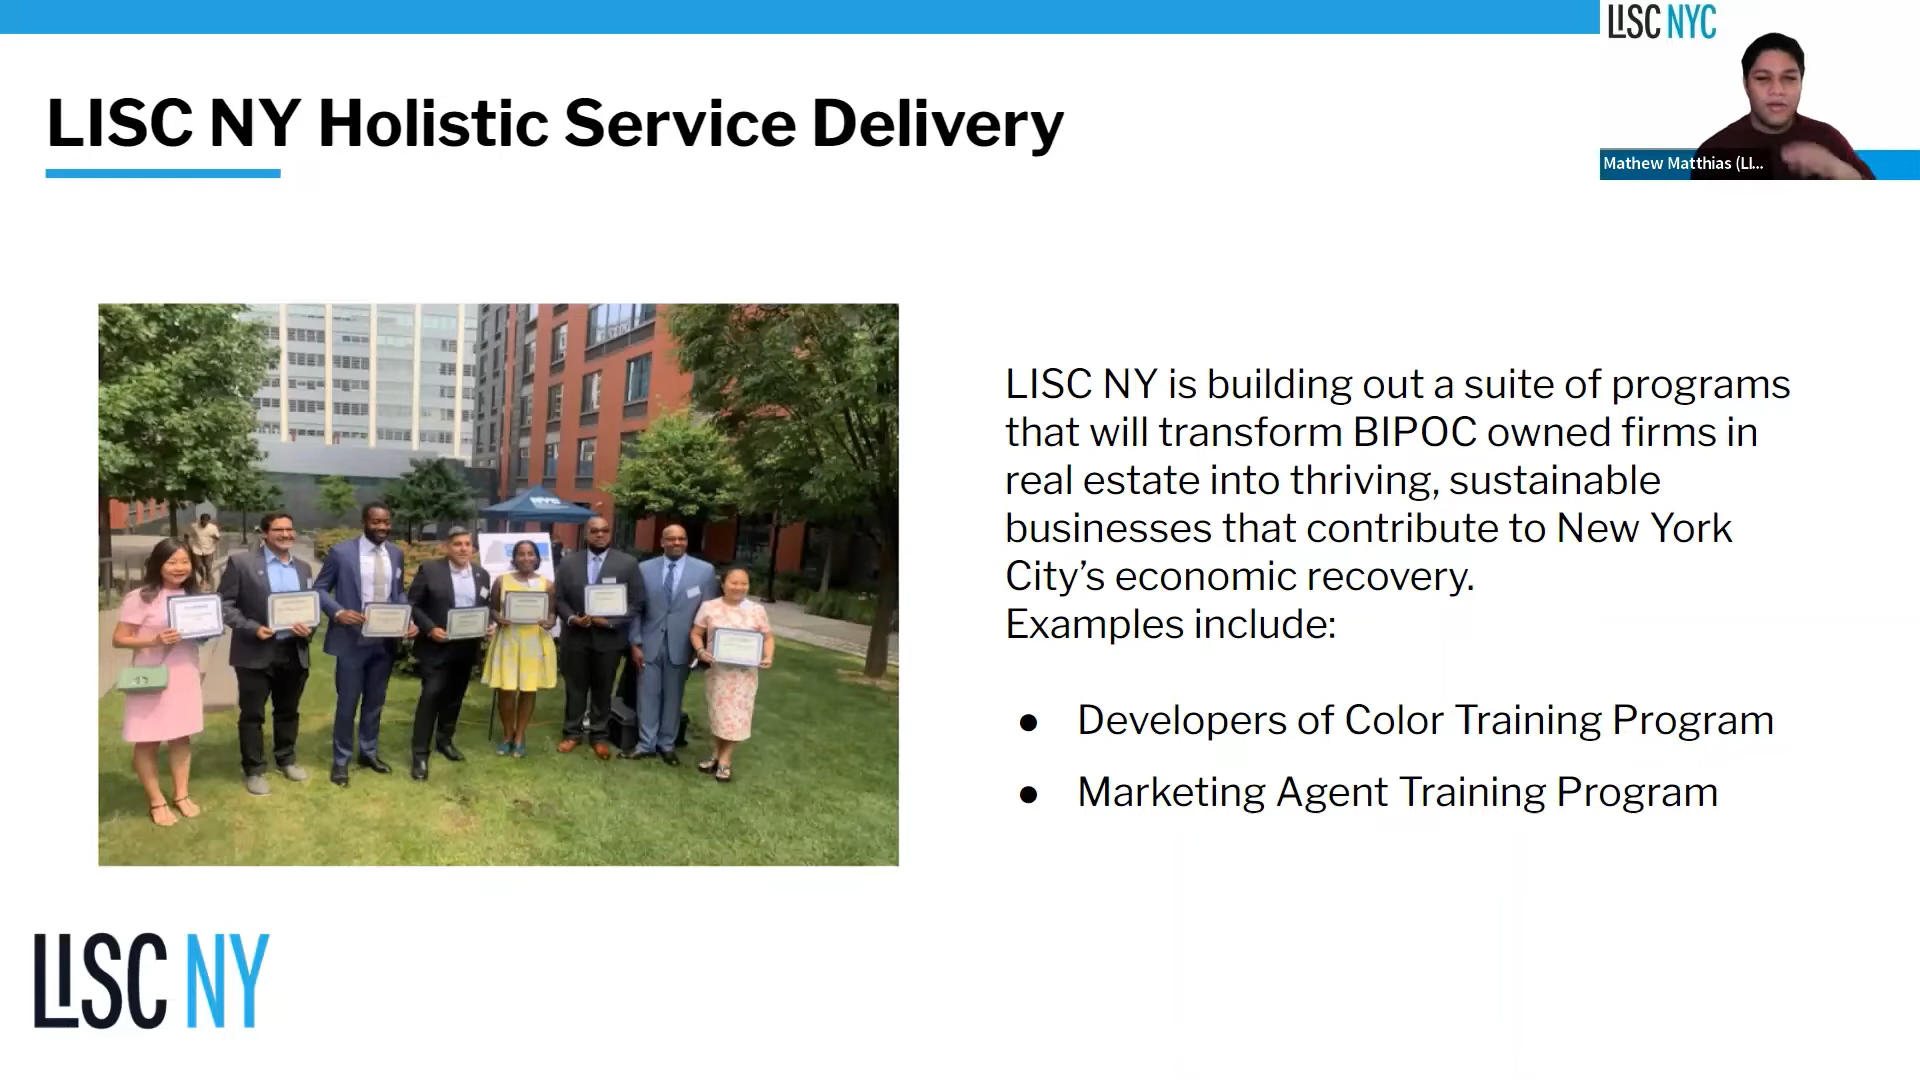 LISC NYC
LISC NY Holistic Service Delivery
Mathew Matthias (LI...
NYC
LISC NY is building out a suite of programs
that will transform BIPOC owned firms in
real estate into thriving, sustainable
businesses that contribute to New York
City’s economic recovery.
Examples include:
● Developers of Color Training Program
● Marketing Agent Training Program
LISC NY